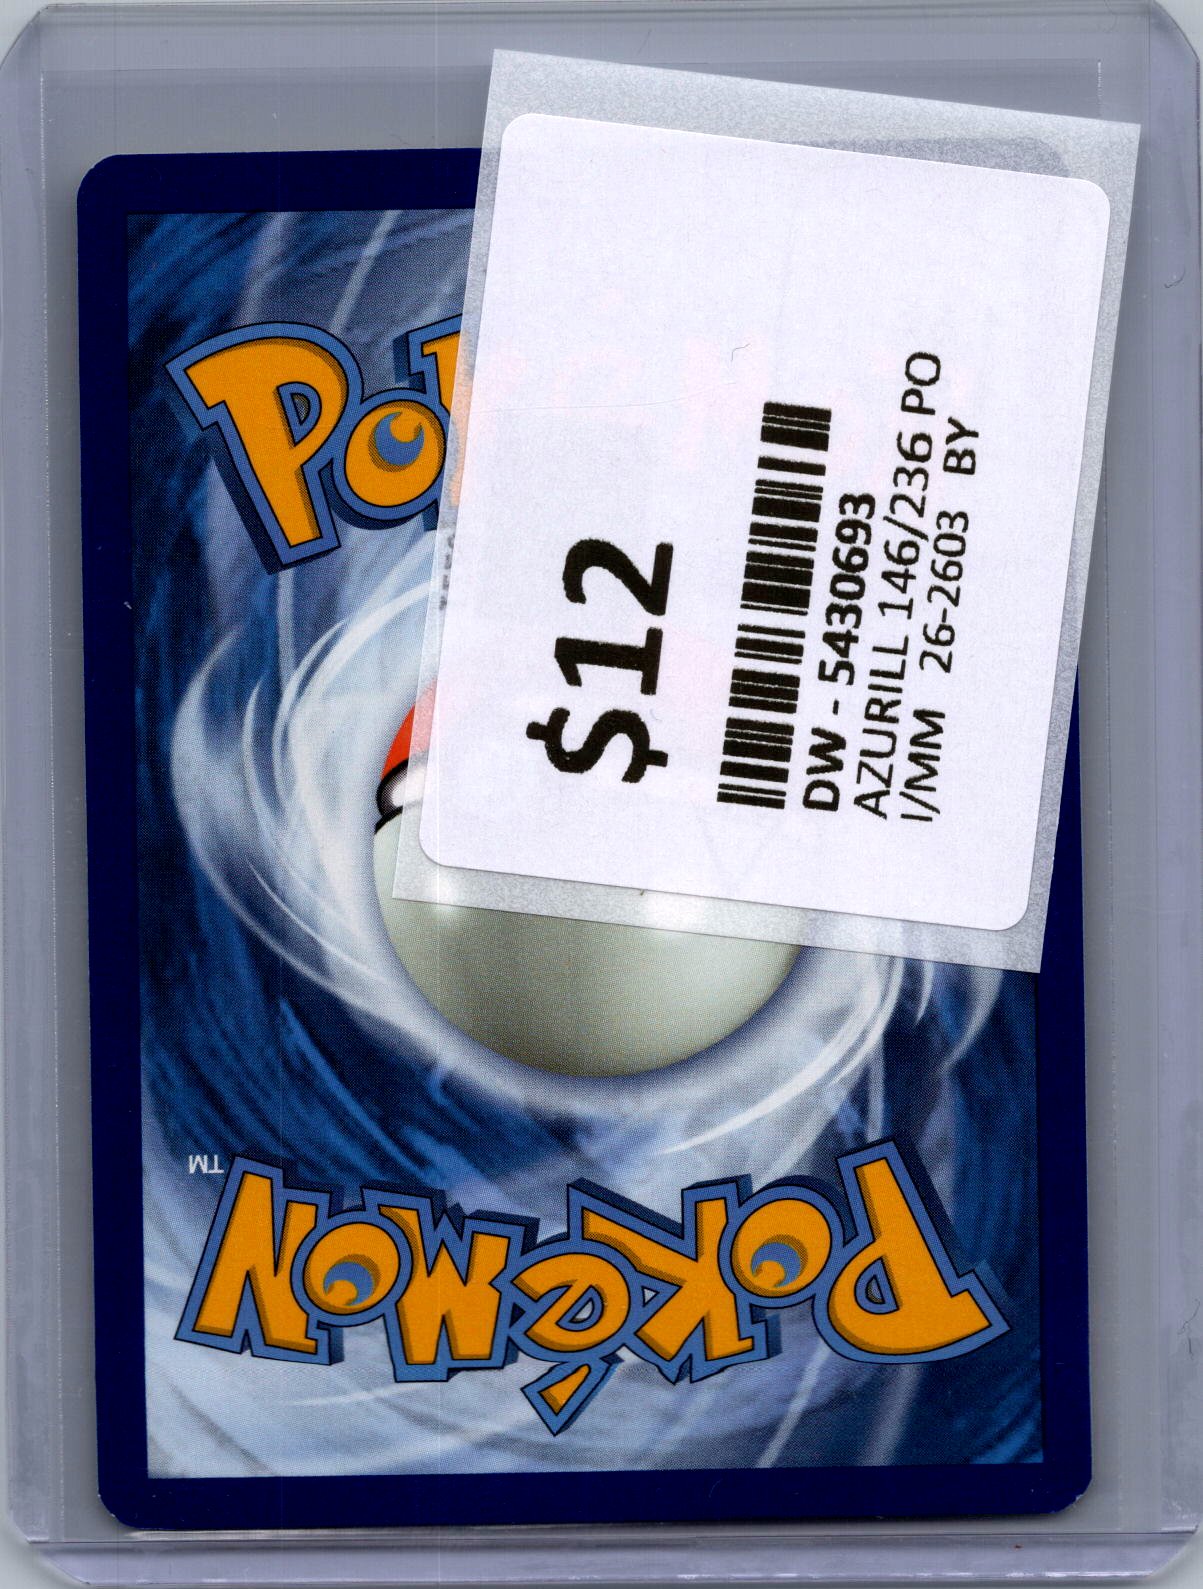 $12
DW - 5430693
AZURILL 146/236 PO
I/MM 26-2603 BY
POKéMON
TM